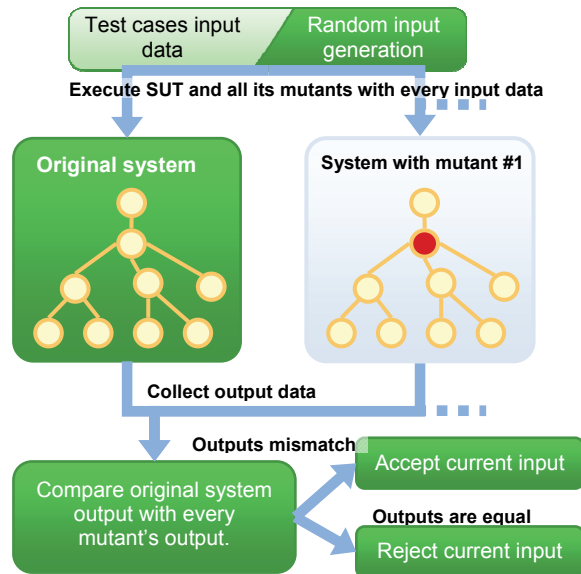 Test cases input
data
Random input
generation
Execute SUT and all its mutants with every input data
Original system
System with mutant #1
Collect output data
Outputs mismatch
Compare original system
output with every
mutant's output.
Accept current input
Outputs are equal
Reject current input